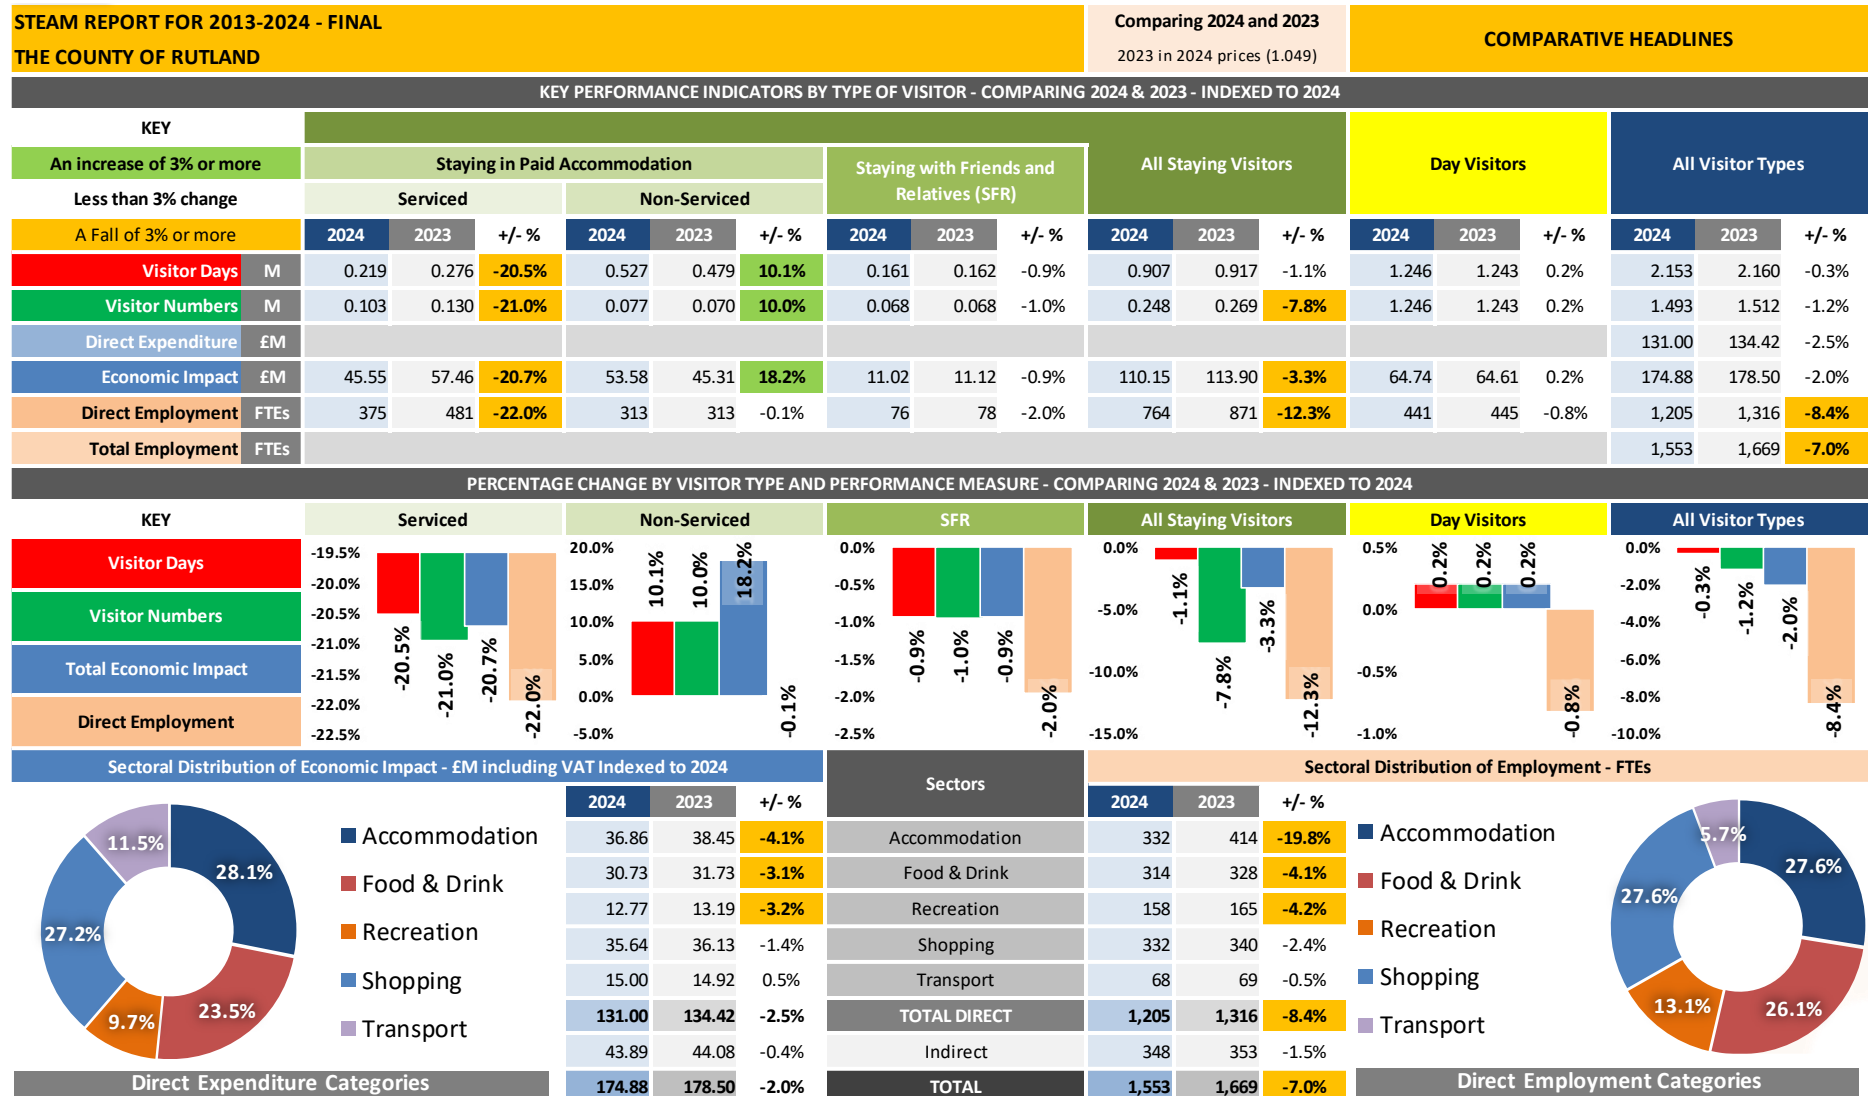 STEAM REPORT FOR 2013-2024 - FINAL
THE COUNTY OF RUTLAND
Comparing 2024 and 2023
2023 in 2024 prices (1.049)
COMPARATIVE HEADLINES
KEY PERFORMANCE INDICATORS BY TYPE OF VISITOR - COMPARING 2024 & 2023 - INDEXED TO 2024
KEY
An increase of 3% or more
Less than 3% change
A Fall of 3% or more
Staying in Paid Accommodation
Serviced
Non-Serviced
Staying with Friends and
Relatives (SFR)
All Staying Visitors
Day Visitors
All Visitor Types
2024 2023 +/- % 2024 2023 +/- % 2024 2023 +/- % 2024 2023 +/- % 2024 2023 +/- % 2024 2023 +/- %
Visitor Days M 0.219 0.276 -20.5% 0.527 0.479 10.1% 0.161 0.162 -0.9% 0.907 0.917 -1.1% 1.246 1.243 0.2% 2.153 2.160 -0.3%
Visitor Numbers M 0.103 0.130 -21.0% 0.077 0.070 10.0% 0.068 0.068 -1.0% 0.248 0.269 -7.8% 1.246 1.243 0.2% 1.493 1.512 -1.2%
Direct Expenditure £M 131.00 134.42 -2.5%
Economic Impact £M 45.55 57.46 -20.7% 53.58 45.31 18.2% 11.02 11.12 -0.9% 110.15 113.90 -3.3% 64.74 64.61 0.2% 174.88 178.50 -2.0%
Direct Employment FTEs 375 481 -22.0% 313 313 -0.1% 76 78 -2.0% 764 871 -12.3% 441 445 -0.8% 1,205 1,316 -8.4%
Total Employment FTEs 1,553 1,669 -7.0%
PERCENTAGE CHANGE BY VISITOR TYPE AND PERFORMANCE MEASURE - COMPARING 2024 & 2023 - INDEXED TO 2024
KEY
Visitor Days
Visitor Numbers
Total Economic Impact
Direct Employment
Serviced
-19.5%
-20.0%
-20.5%
-21.0%
-21.5%
-22.0%
-22.5%
-20.5%
-21.0%
-20.7%
-22.0%
Non-Serviced
20.0%
15.0%
10.0%
5.0%
0.0%
-5.0%
10.1%
10.0%
18.2%
-0.1%
SFR
0.0%
-0.5%
-1.0%
-1.5%
-2.0%
-2.5%
-0.9%
-1.0%
-0.9%
-2.0%
All Staying Visitors
0.0%
-5.0%
-10.0%
-15.0%
-1.1%
-7.8%
-3.3%
-12.3%
Day Visitors
0.5%
0.0%
-0.5%
-1.0%
0.2%
0.2%
0.2%
-0.8%
All Visitor Types
0.0%
-2.0%
-4.0%
-6.0%
-8.0%
-10.0%
-0.3%
-1.2%
-2.0%
-8.4%
Sectoral Distribution of Economic Impact - £M including VAT Indexed to 2024
Sectors
Sectoral Distribution of Employment - FTEs
28.1%
23.5%
9.7%
27.2%
11.5%
Accommodation
Food & Drink
Recreation
Shopping
Transport
Direct Expenditure Categories
2024 2023 +/- % 2024 2023 +/- %
36.86 38.45 -4.1% Accommodation 332 414 -19.8%
30.73 31.73 -3.1% Food & Drink 314 328 -4.1%
12.77 13.19 -3.2% Recreation 158 165 -4.2%
35.64 36.13 -1.4% Shopping 332 340 -2.4%
15.00 14.92 0.5% Transport 68 69 -0.5%
131.00 134.42 -2.5% TOTAL DIRECT 1,205 1,316 -8.4%
43.89 44.08 -0.4% Indirect 348 353 -1.5%
174.88 178.50 -2.0% TOTAL 1,553 1,669 -7.0%
Accommodation
Food & Drink
Recreation
Shopping
Transport
27.6%
26.1%
13.1%
27.6%
5.7%
Direct Employment Categories